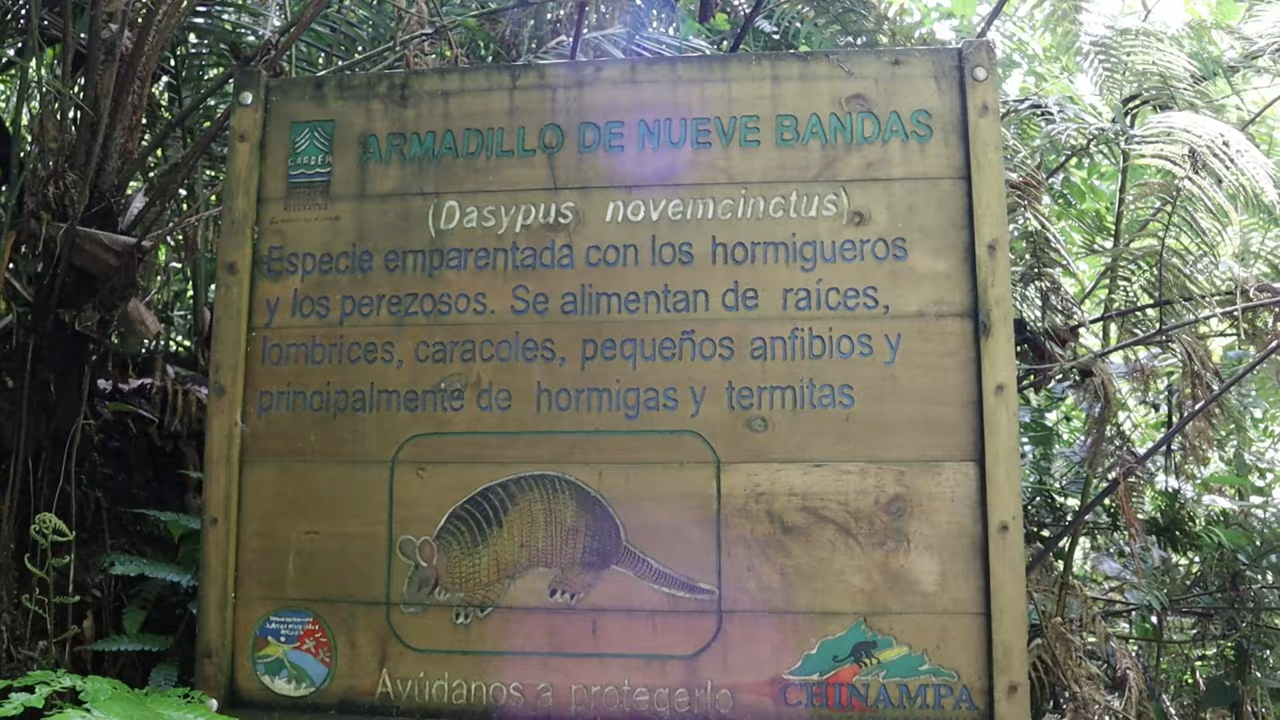 ARMADILLO DE NUEVE BANDAS
CARDER
(Dasypus novemcinctus)
Especie emparentada con los hormigueros
y los perezosos. Se alimentan de raíces,
lombrices, caracoles, pequeños anfibios y
principalmente de hormigas y termitas
Ayúdanos a protegerlo
CHINAMPA